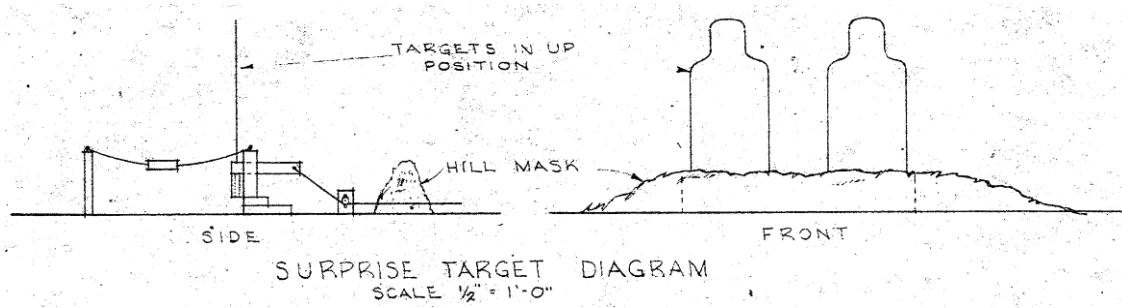 TARGETS IN UP
POSITION
HILL MASK
SIDE
FRONT
SURPRISE TARGET DIAGRAM
SCALE ½" = 1'-0"